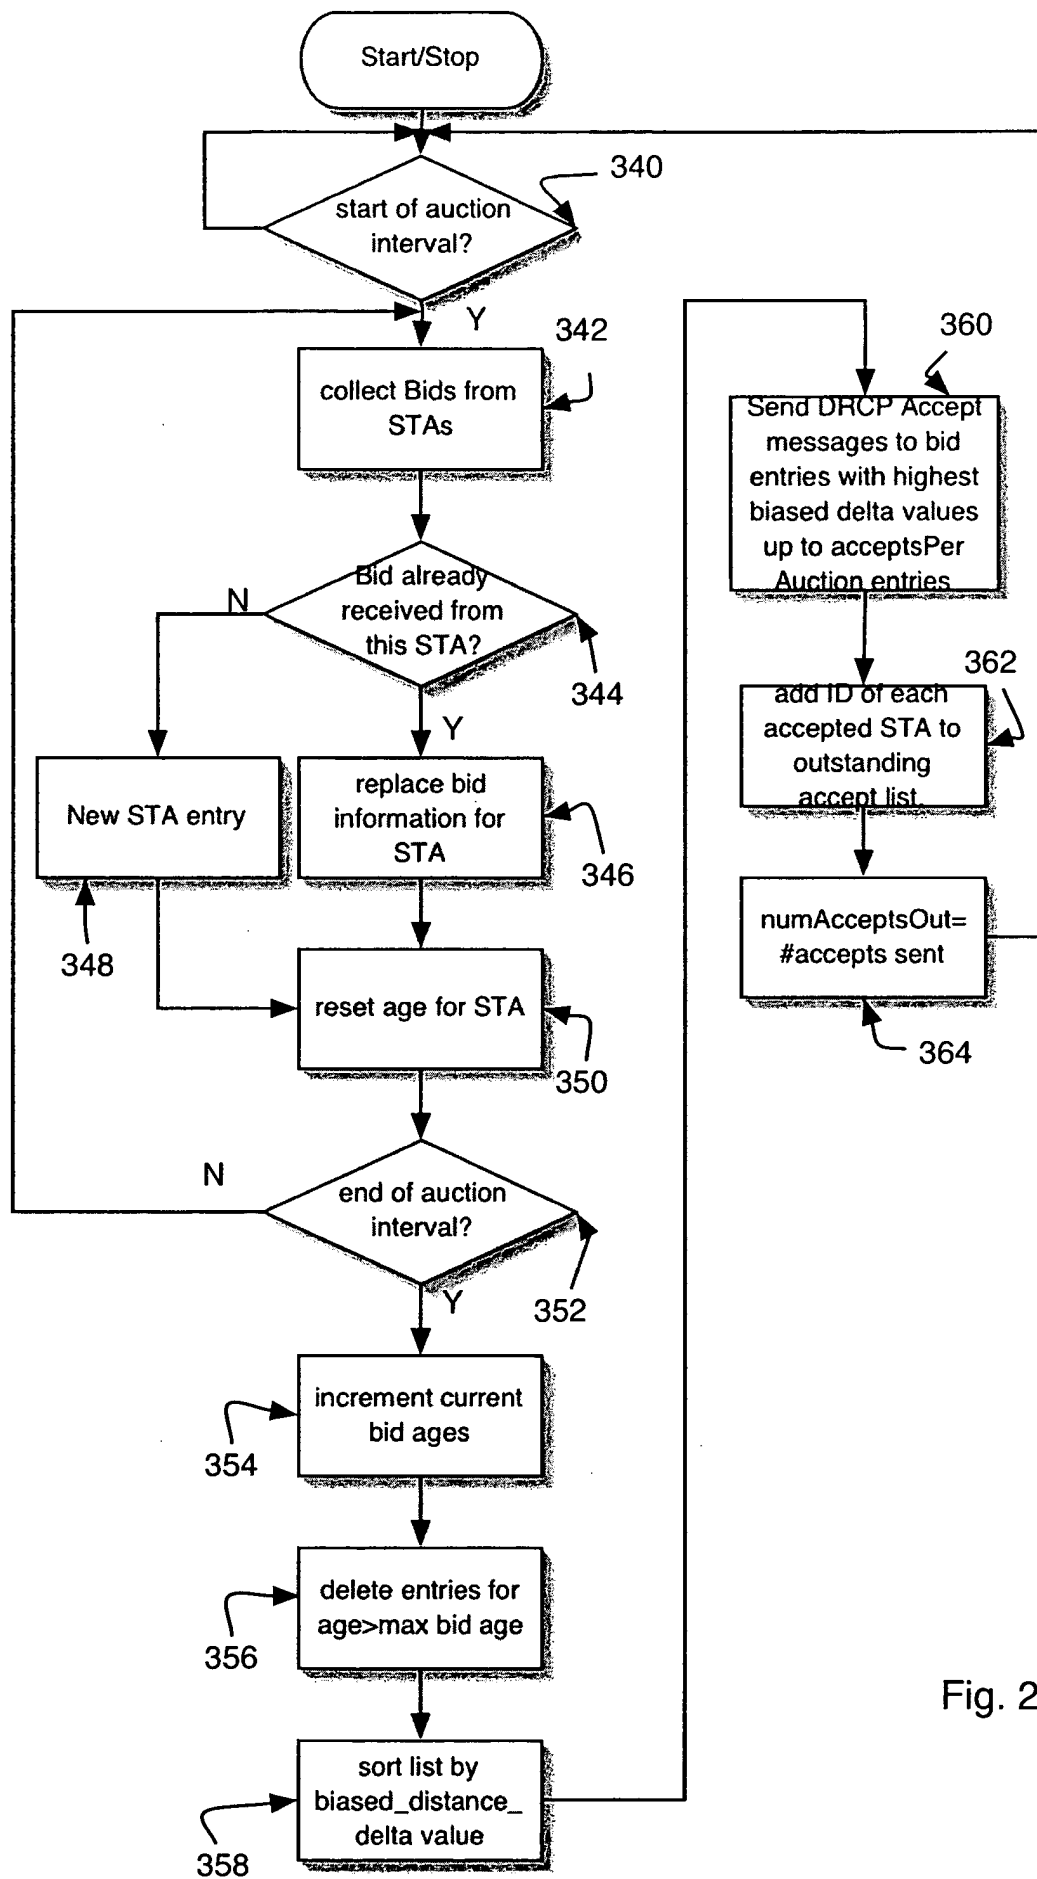 Start/Stop
340
start of auction
interval?
Y
342
collect Bids from
STAs
Bid already
received from
this STA?
N
344
Y
New STA entry
348
replace bid
information for
STA
346
reset age for STA
350
N
end of auction
interval?
352
Y
increment current
bid ages
354
delete entries for
age>max bid age
356
sort list by
biased_distance_
delta value
358
360
Send DRCP Accept
messages to bid
entries with highest
biased delta values
up to acceptsPer
Auction entries
362
add ID of each
accepted STA to
outstanding
accept list.
numAcceptsOut=
#accepts sent
364
Fig. 2